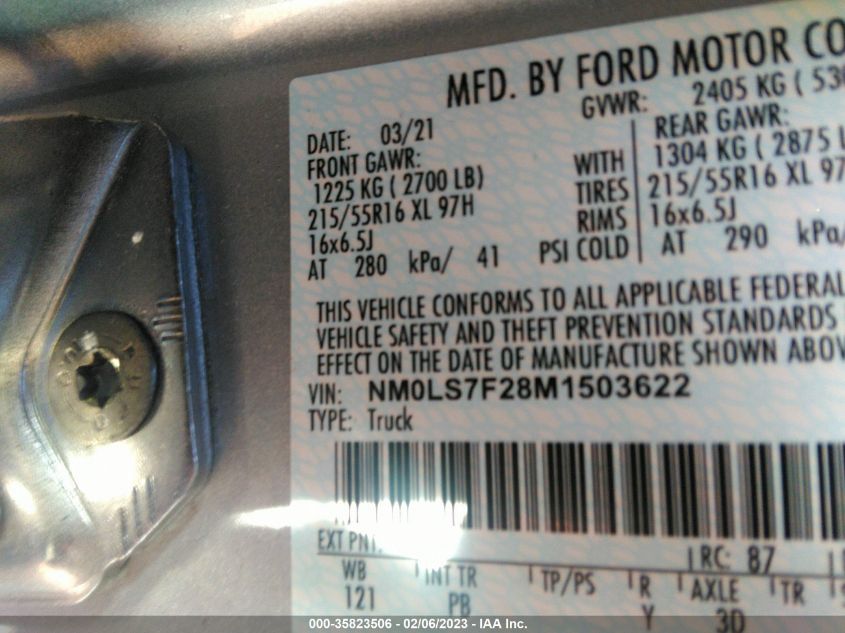 MFD. BY FORD MOTOR CO
GVWR: 2405 KG ( 530
DATE: 03/21
REAR GAWR:
FRONT GAWR:
WITH 1304 KG ( 2875 L
1225 KG ( 2700 LB)
TIRES 215/55R16 XL 97
215/55R16 XL 97H
RIMS 16x6.5J
16x6.5J
AT 280 kPa/ 41 PSI COLD AT 290 kPa/
THIS VEHICLE CONFORMS TO ALL APPLICABLE FEDERAL
VEHICLE SAFETY AND THEFT PREVENTION STANDARDS
EFFECT ON THE DATE OF MANUFACTURE SHOWN ABOV
VIN: NM0LS7F28M1503622
TYPE: Truck
EXT PNT: RC: 87
WB INT TR TP/PS R AXLE TR S
121 PB Y 3D
000-35823506 - 02/06/2023 - IAA Inc.